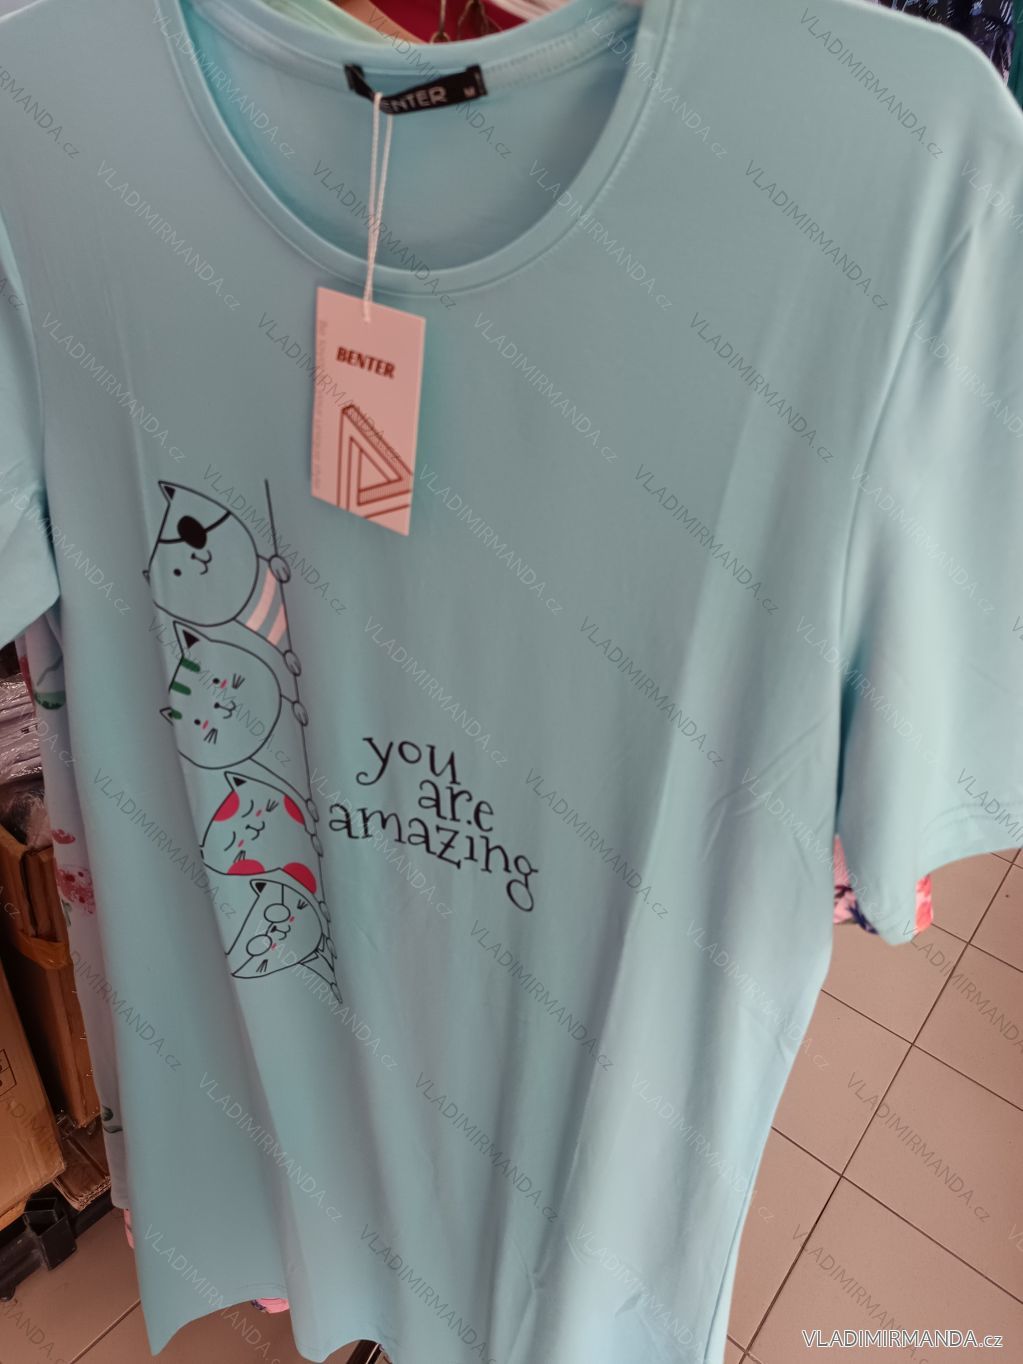 BENTER M
BENTER
you
are
amazing
VLADIMIRMANDA.cz